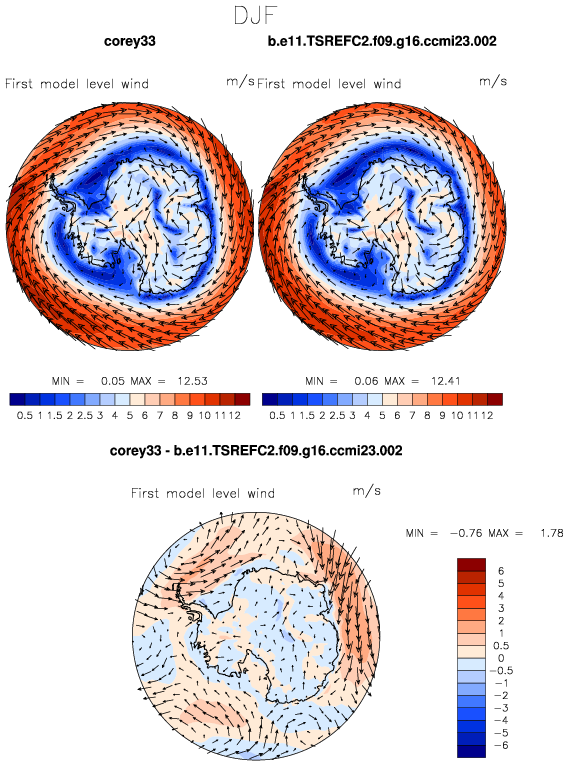 DJF
corey33
b.e11.TSREFC2.f09.g16.ccmi23.002
First model level wind m/s
First model level wind m/s
MIN = 0.05 MAX = 12.53
MIN = 0.06 MAX = 12.41
0.5 1 1.5 2 2.5 3 4 5 6 7 8 9 10 11 12
0.5 1 1.5 2 2.5 3 4 5 6 7 8 9 10 11 12
corey33 - b.e11.TSREFC2.f09.g16.ccmi23.002
First model level wind m/s
MIN = -0.76 MAX = 1.78
6
5
4
3
2
1
0.5
0
-0.5
-1
-2
-3
-4
-5
-6